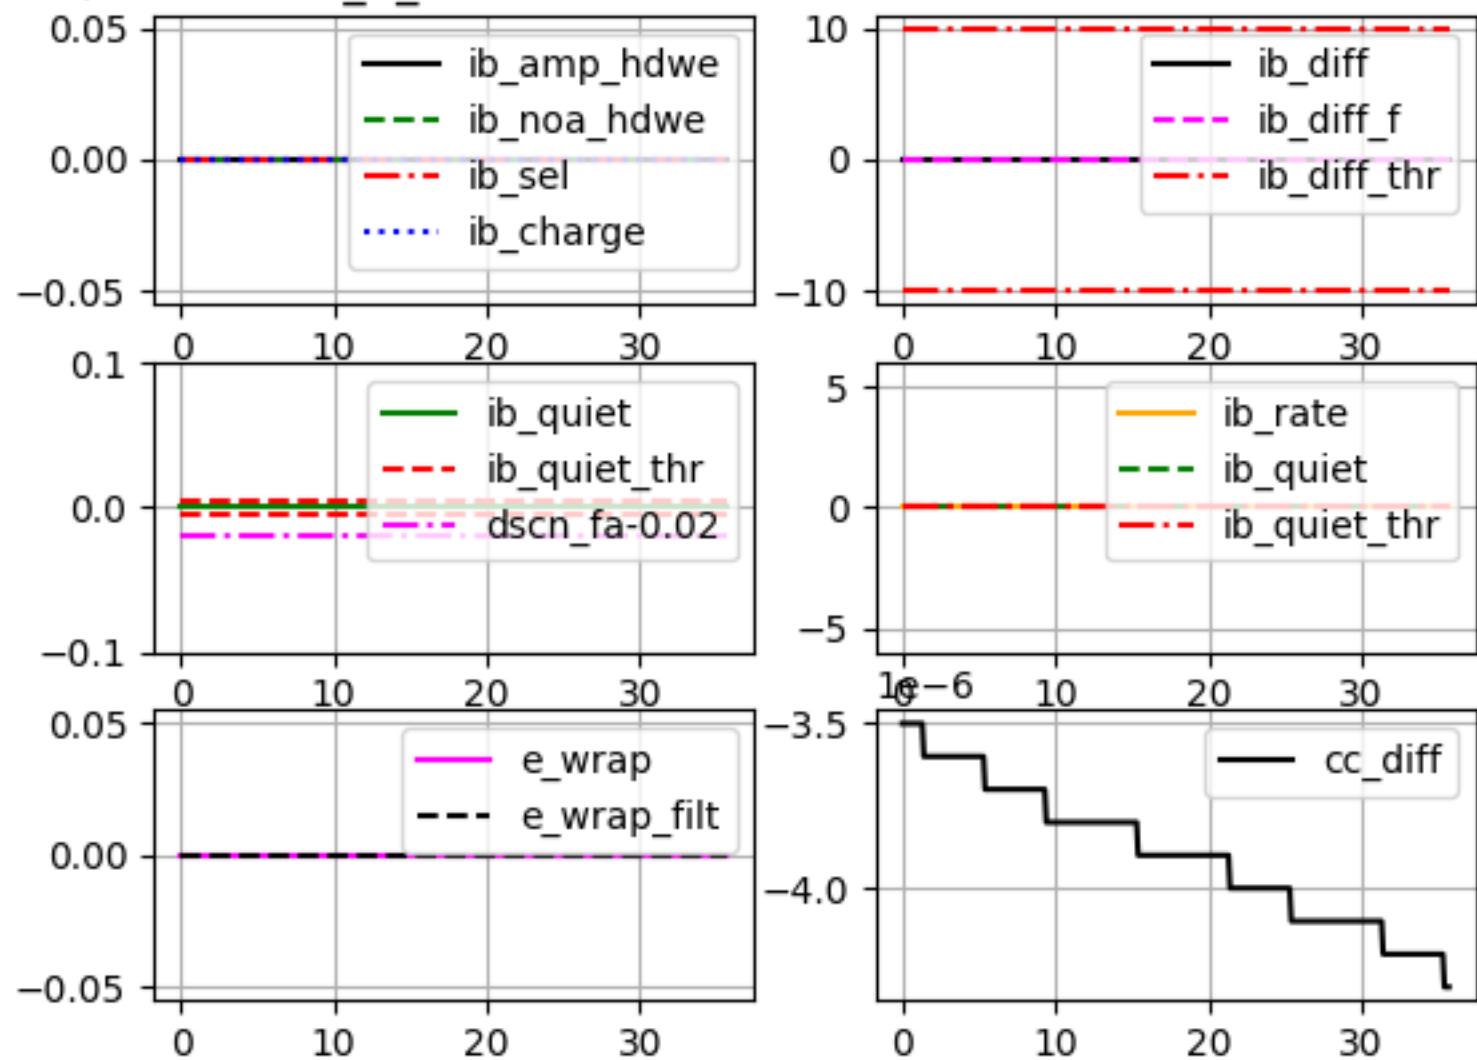 0.05
0.00
−0.05
0 10 20 30
ib_amp_hdwe
ib_noa_hdwe
ib_sel
ib_charge
10
0
−10
0 10 20 30
ib_diff
ib_diff_f
ib_diff_thr
0.1
0.0
−0.1
0 10 20 30
ib_quiet
ib_quiet_thr
dscn_fa-0.02
5
0
−5
0 10 20 30
ib_rate
ib_quiet
ib_quiet_thr
0.05
0.00
−0.05
0 10 20 30
e_wrap
e_wrap_filt
1e−6
−3.5
−4.0
0 10 20 30
cc_diff